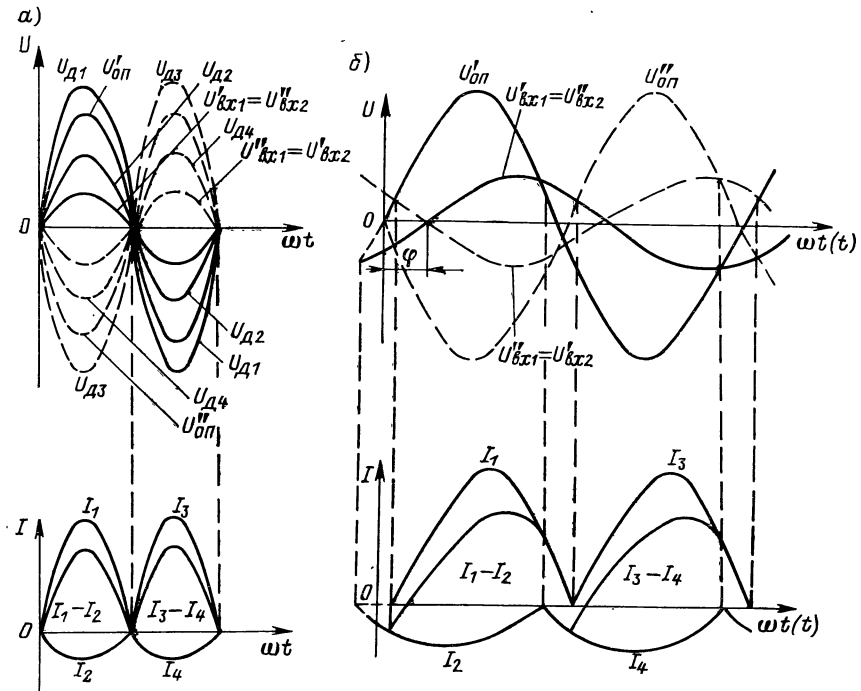 а)
U
U_Д1
U'_оп
U_Д3
U_Д2
U'_вх1=U''_вх2
U_Д4
U''_вх1=U'_вх2
0
ωt
U_Д2
U_Д1
U_Д3
U_Д4
U''_оп
I
I_1
I_3
I_1−I_2
I_3−I_4
0
ωt
I_2
I_4
б)
U
U'_оп
U''_оп
U'_вх1=U''_вх2
0
φ
ωt(t)
U''_вх1=U'_вх2
I
I_1
I_3
I_1−I_2
I_3−I_4
0
ωt(t)
I_2
I_4